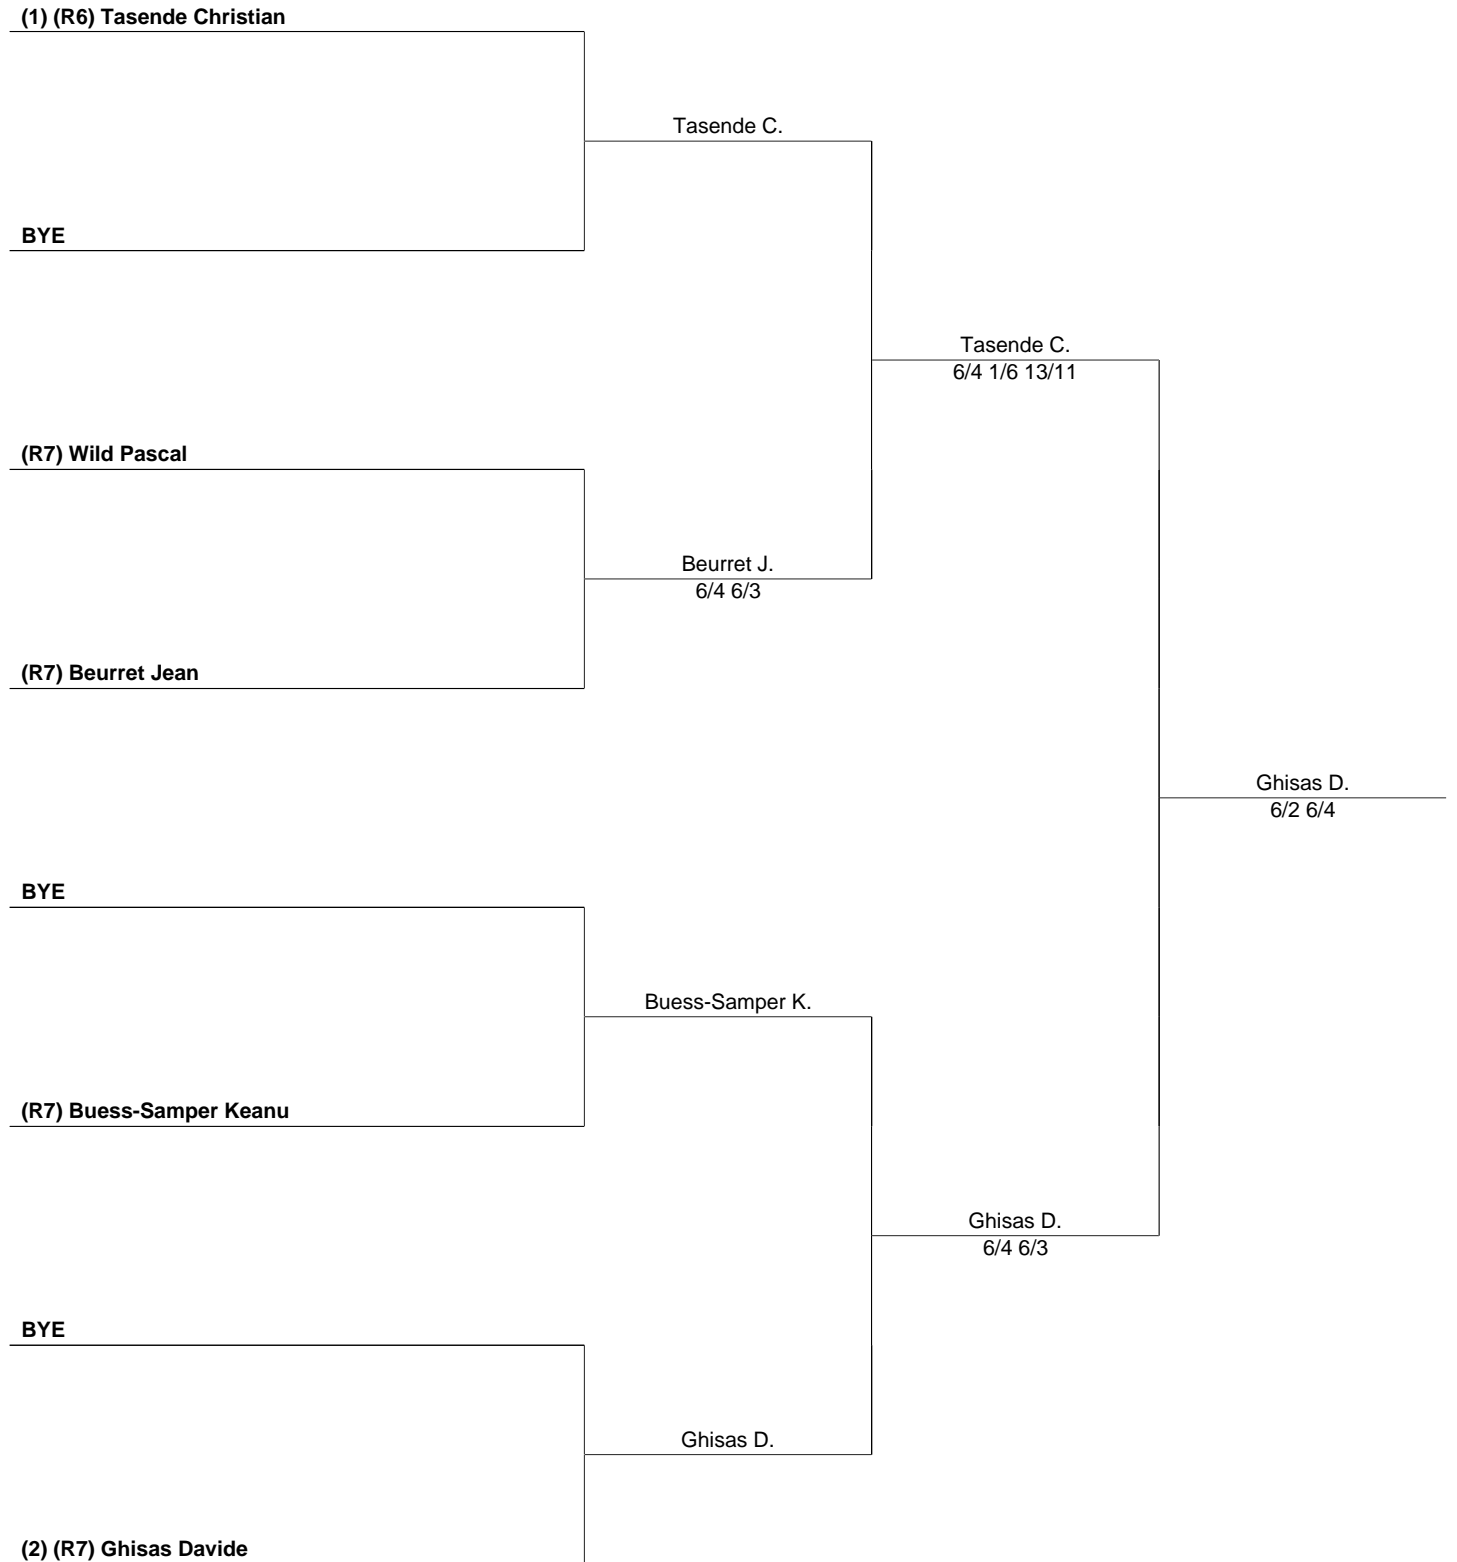 (1) (R6) Tasende Christian
Tasende C.
BYE
Tasende C.
6/4 1/6 13/11
(R7) Wild Pascal
Beurret J.
6/4 6/3
(R7) Beurret Jean
Ghisas D.
6/2 6/4
BYE
Buess-Samper K.
(R7) Buess-Samper Keanu
Ghisas D.
6/4 6/3
BYE
Ghisas D.
(2) (R7) Ghisas Davide